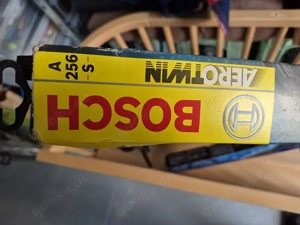 BOSCH
AEROTWIN
A
256
- S -